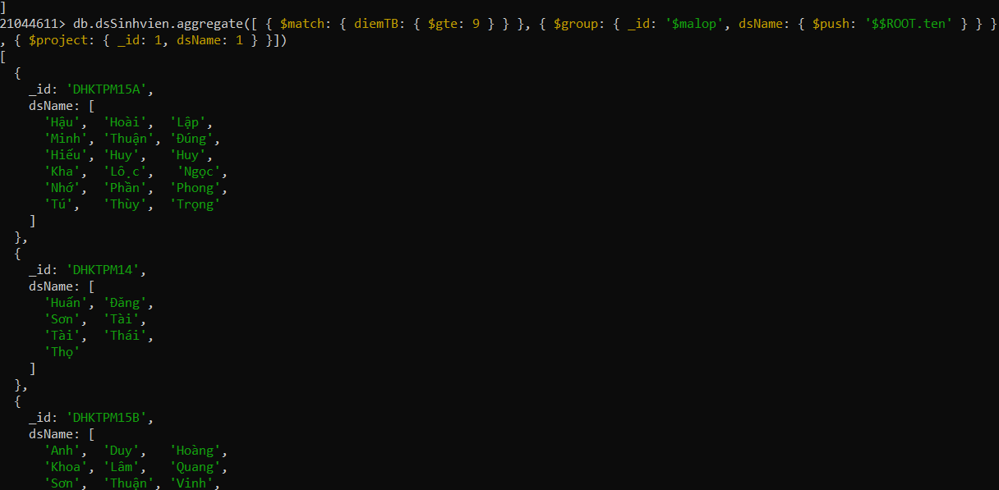 ]
21044611> db.dsSinhvien.aggregate([ { $match: { diemTB: { $gte: 9 } } }, { $group: { _id: '$malop', dsName: { $push: '$$ROOT.ten' } } }
, { $project: { _id: 1, dsName: 1 } }])
[
  {
    _id: 'DHKTPM15A',
    dsName: [
      'Hậu',  'Hoài',  'Lập',
      'Minh', 'Thuận', 'Đúng',
      'Hiếu', 'Huy',   'Huy',
      'Kha',  'Lộc',    'Ngọc',
      'Nhớ',  'Phần',  'Phong',
      'Tú',   'Thùy',  'Trọng'
    ]
  },
  {
    _id: 'DHKTPM14',
    dsName: [
      'Huấn', 'Đăng',
      'Sơn',  'Tài',
      'Tài',  'Thái',
      'Thọ'
    ]
  },
  {
    _id: 'DHKTPM15B',
    dsName: [
      'Anh',  'Duy',   'Hoàng',
      'Khoa', 'Lâm',   'Quang',
      'Sơn',  'Thuận', 'Vinh',